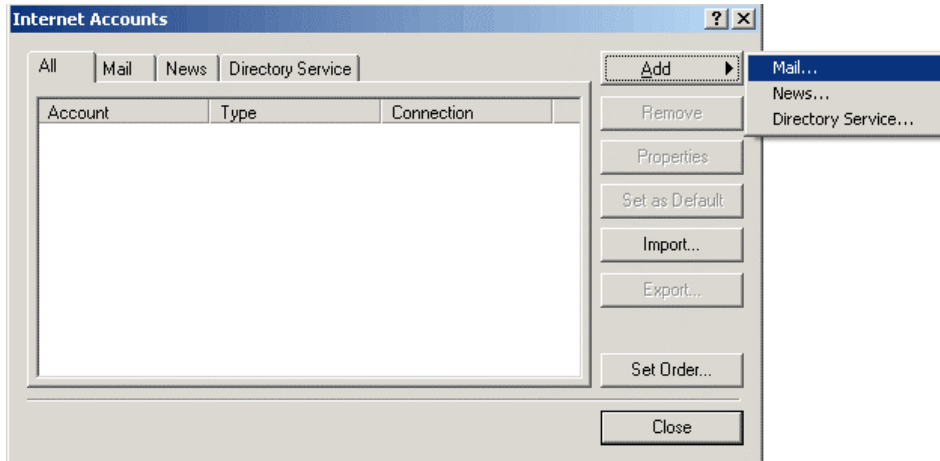 Internet Accounts
All Mail News Directory Service
Account Type Connection
Add
Mail...
News...
Directory Service...
Remove
Properties
Set as Default
Import...
Export...
Set Order...
Close